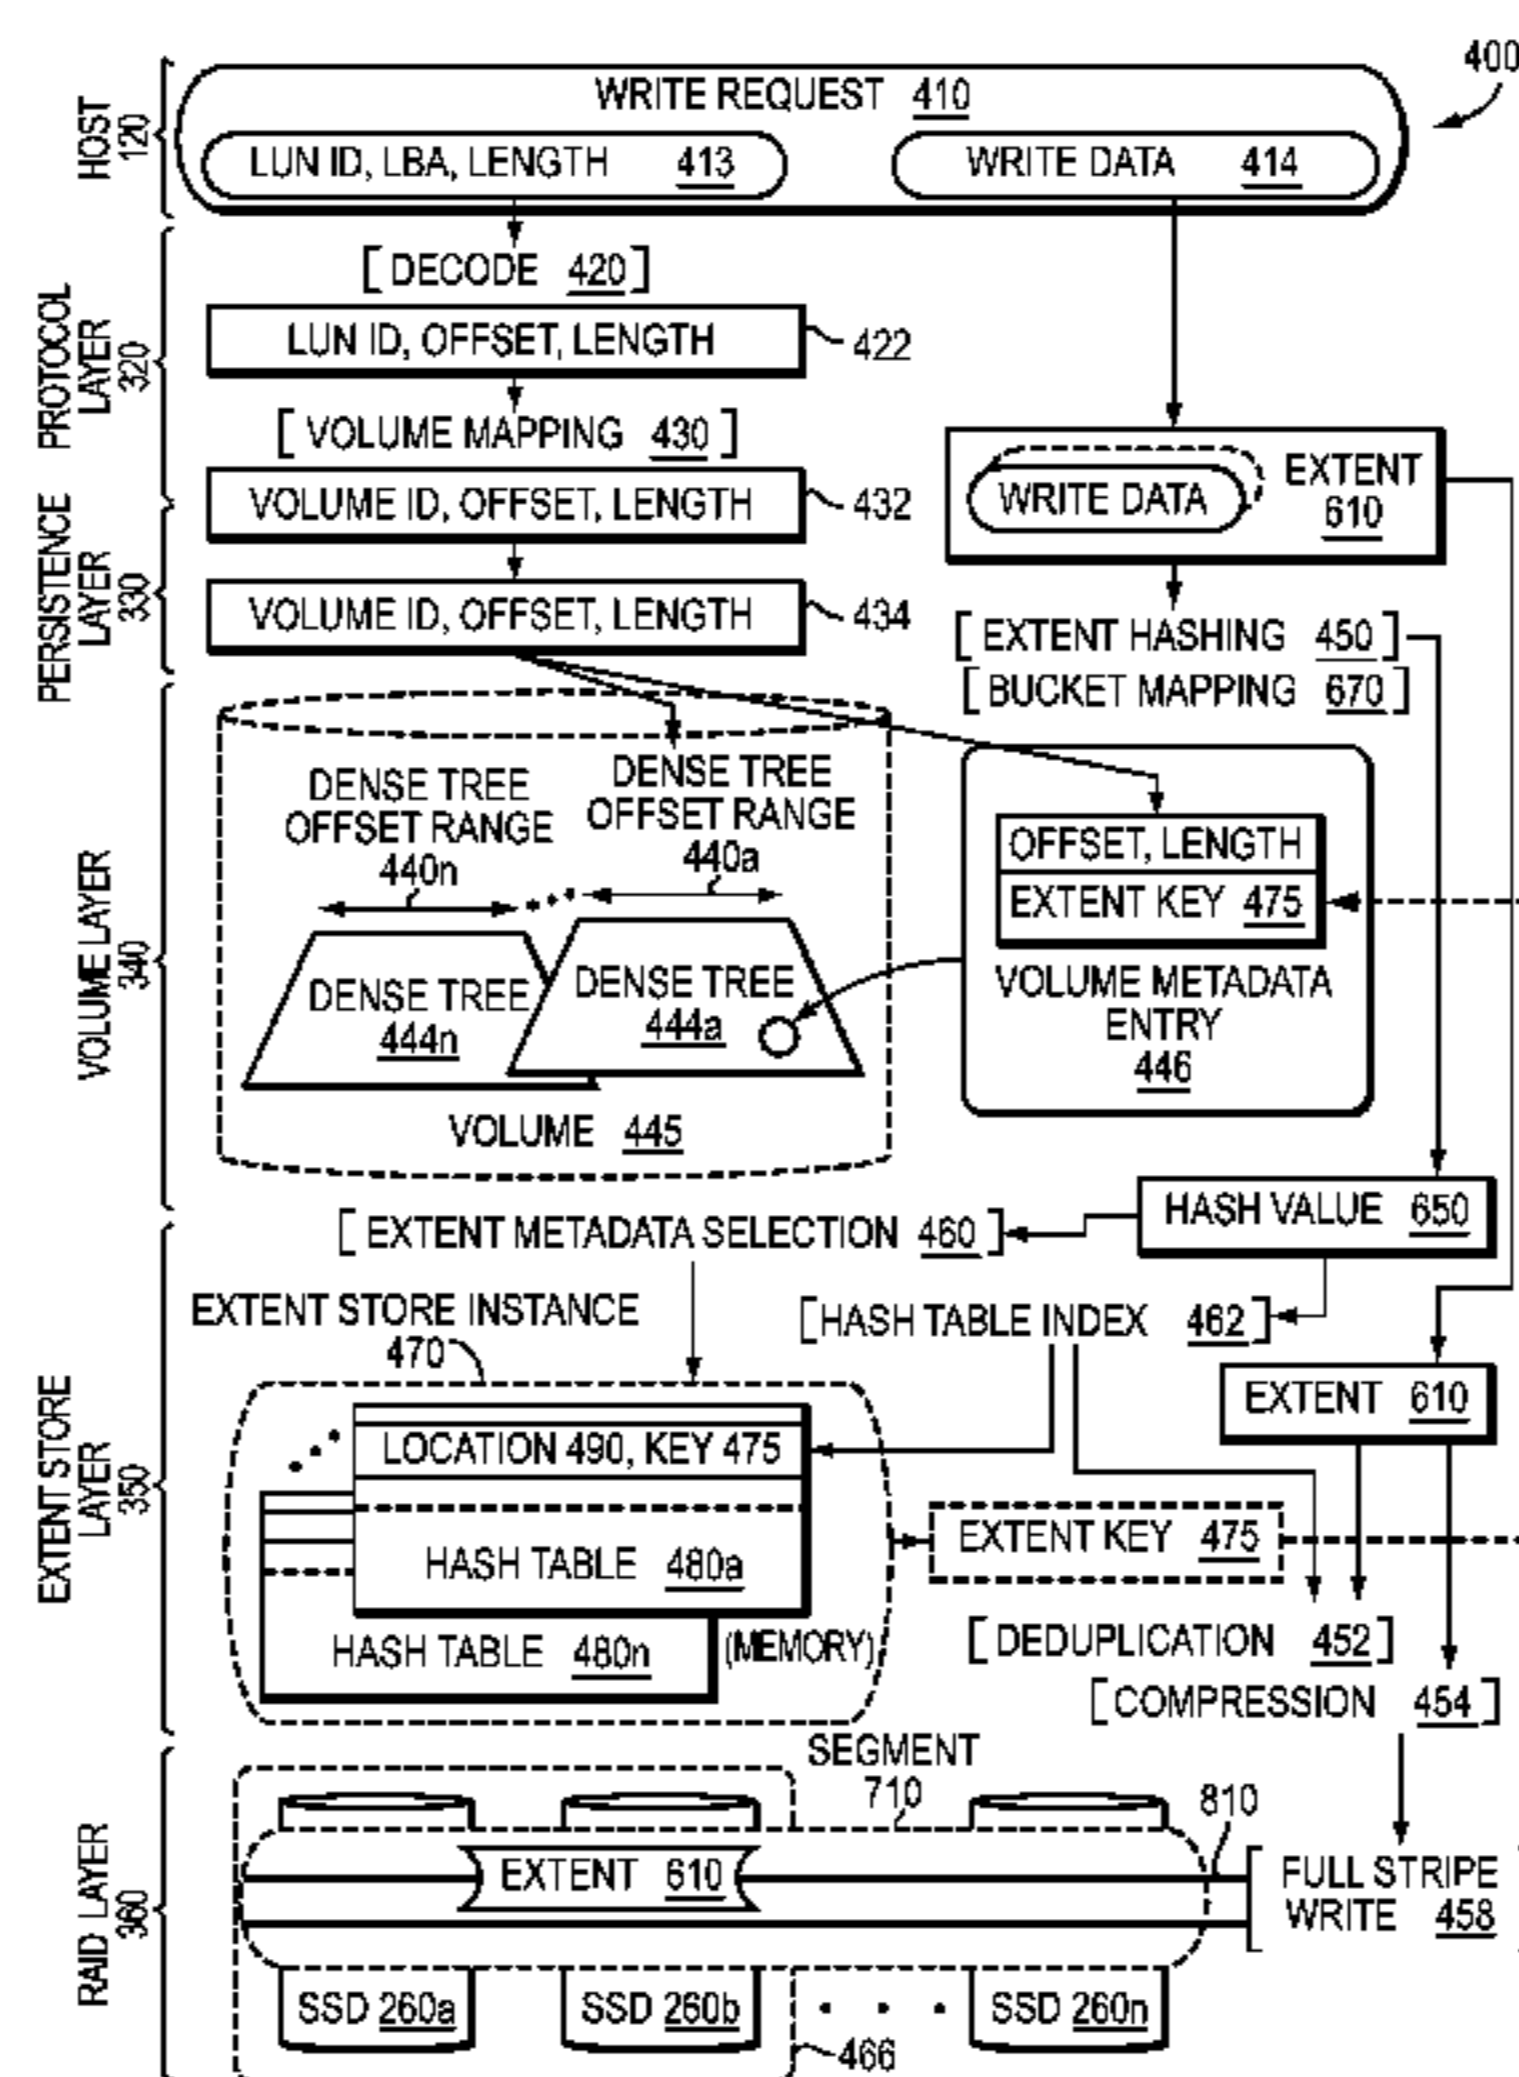 400
HOST
120
WRITE REQUEST 410
LUN ID, LBA, LENGTH 413
WRITE DATA 414
PROTOCOL
LAYER
320
[DECODE 420]
LUN ID, OFFSET, LENGTH
422
[VOLUME MAPPING 430]
VOLUME ID, OFFSET, LENGTH
432
WRITE DATA
EXTENT
610
PERSISTENCE
LAYER
330
VOLUME ID, OFFSET, LENGTH
434
[EXTENT HASHING 450]
[BUCKET MAPPING 670]
VOLUME LAYER
340
DENSE TREE
OFFSET RANGE
440n
DENSE TREE
OFFSET RANGE
440a
DENSE TREE
444n
DENSE TREE
444a
VOLUME 445
OFFSET, LENGTH
EXTENT KEY 475
VOLUME METADATA
ENTRY
446
HASH VALUE 650
EXTENT STORE
LAYER
350
[EXTENT METADATA SELECTION 460]
EXTENT STORE INSTANCE
470
[HASH TABLE INDEX 462]
EXTENT 610
LOCATION 490, KEY 475
HASH TABLE 480a
HASH TABLE 480n
(MEMORY)
EXTENT KEY 475
[DEDUPLICATION 452]
[COMPRESSION 454]
RAID LAYER
360
SEGMENT
710
810
EXTENT 610
[FULL STRIPE
WRITE 458
SSD 260a
SSD 260b
. . .
SSD 260n
466